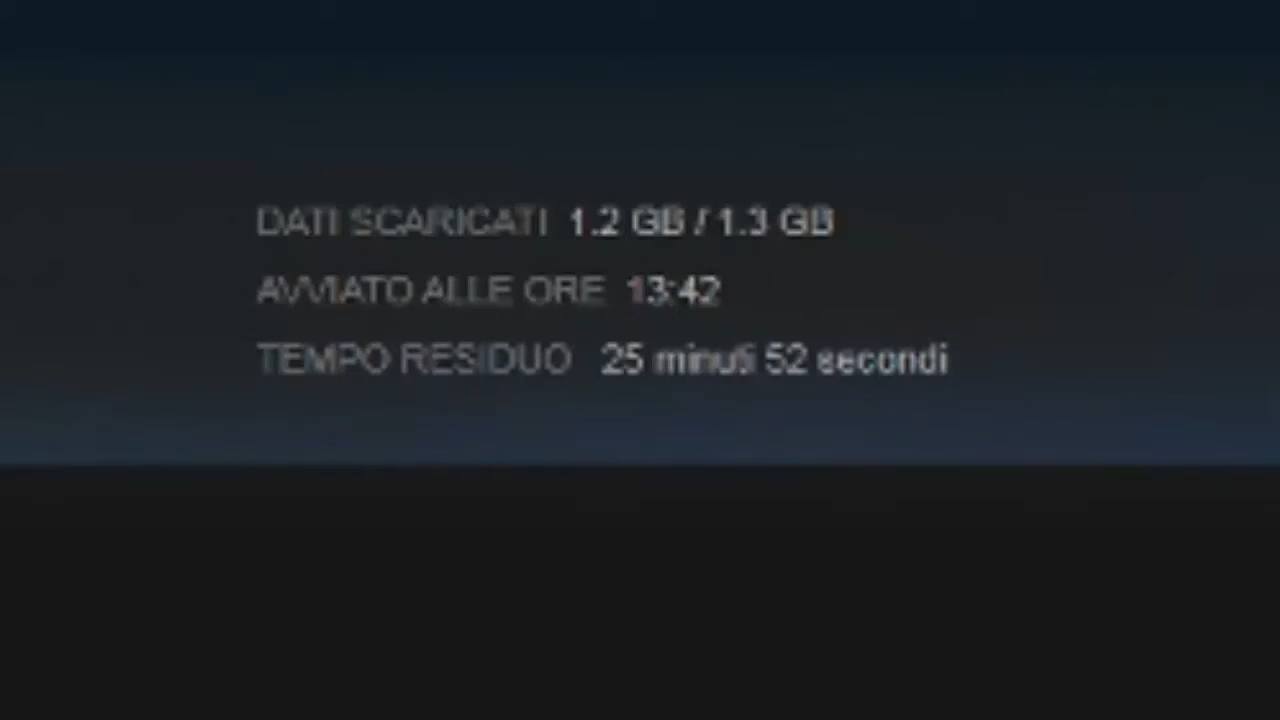 DATI SCARICATI 1.2 GB / 1.3 GB
AVVIATO ALLE ORE 13:42
TEMPO RESIDUO 25 minuti 52 secondi